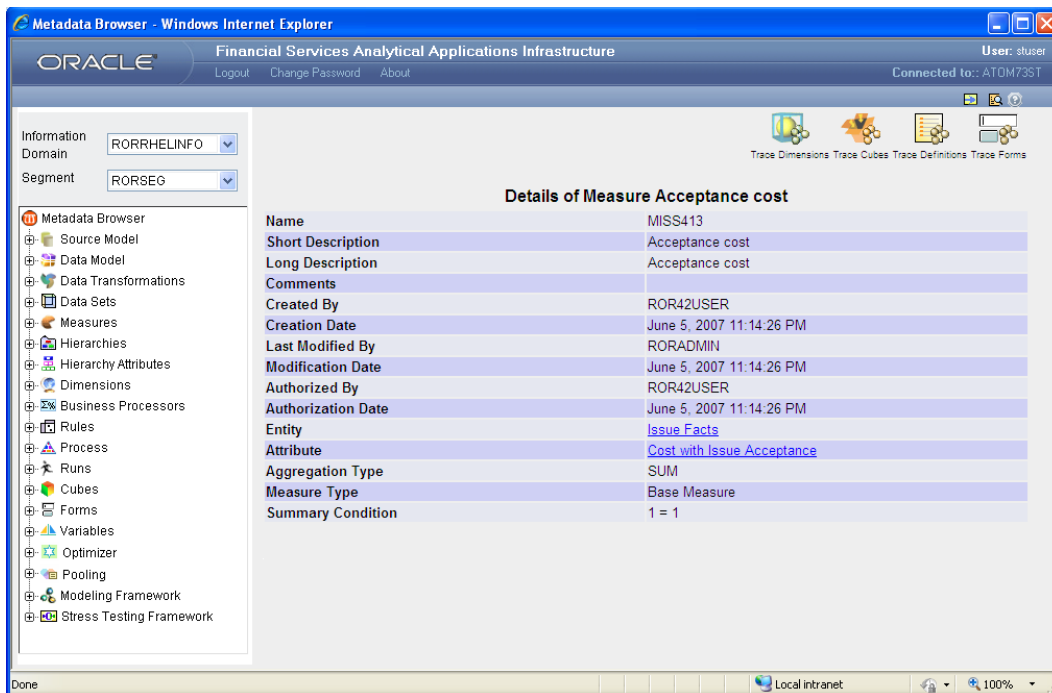 Metadata Browser - Windows Internet Explorer
ORACLE
Financial Services Analytical Applications Infrastructure
User: stuser
Logout Change Password About
Connected to:: ATOM73ST
Information Domain
RORRHELINFO
Segment
RORSEG
Trace Dimensions Trace Cubes Trace Definitions Trace Forms
Metadata Browser
Source Model
Data Model
Data Transformations
Data Sets
Measures
Hierarchies
Hierarchy Attributes
Dimensions
Business Processors
Rules
Process
Runs
Cubes
Forms
Variables
Optimizer
Pooling
Modeling Framework
Stress Testing Framework
Details of Measure Acceptance cost
Name MISS413
Short Description Acceptance cost
Long Description Acceptance cost
Comments
Created By ROR42USER
Creation Date June 5, 2007 11:14:26 PM
Last Modified By RORADMIN
Modification Date June 5, 2007 11:14:26 PM
Authorized By ROR42USER
Authorization Date June 5, 2007 11:14:26 PM
Entity Issue Facts
Attribute Cost with Issue Acceptance
Aggregation Type SUM
Measure Type Base Measure
Summary Condition 1 = 1
Done
Local intranet
100%